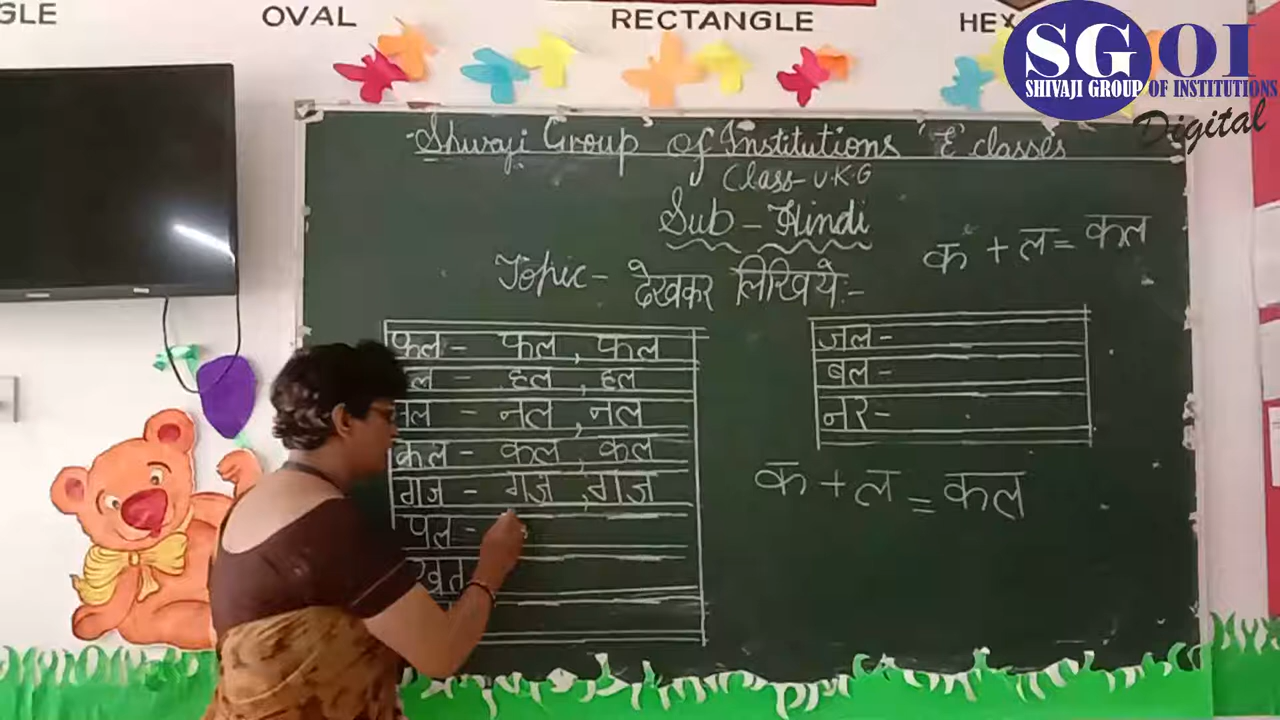 GLE OVAL RECTANGLE HEX
SGOI
SHIVAJI GROUP OF INSTITUTIONS
Digital
Shivaji Group of Institutions 'E' classes
Class- U.K.G
Sub - Hindi
Topic- देखकर लिखिये:-
क + ल = कल
फल - फल , फल
ल - हल , हल
नल - नल , नल
कल - कल , कल
गज - गज , गज
पल -
खत
जल -
बल -
नर -
क + ल = कल